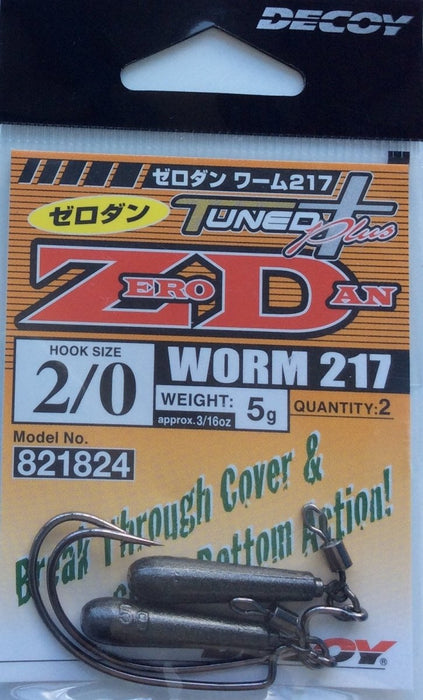 DECOY
ゼロダン ワーム217
ゼロダン
TUNED+
Plus
ZERO DAN
HOOK SIZE
2/0
WORM 217
WEIGHT:
approx.3/16oz
5g
QUANTITY:2
Model No.
821824
Break Through Cover &
Bottom Action!
5g
DECOY®